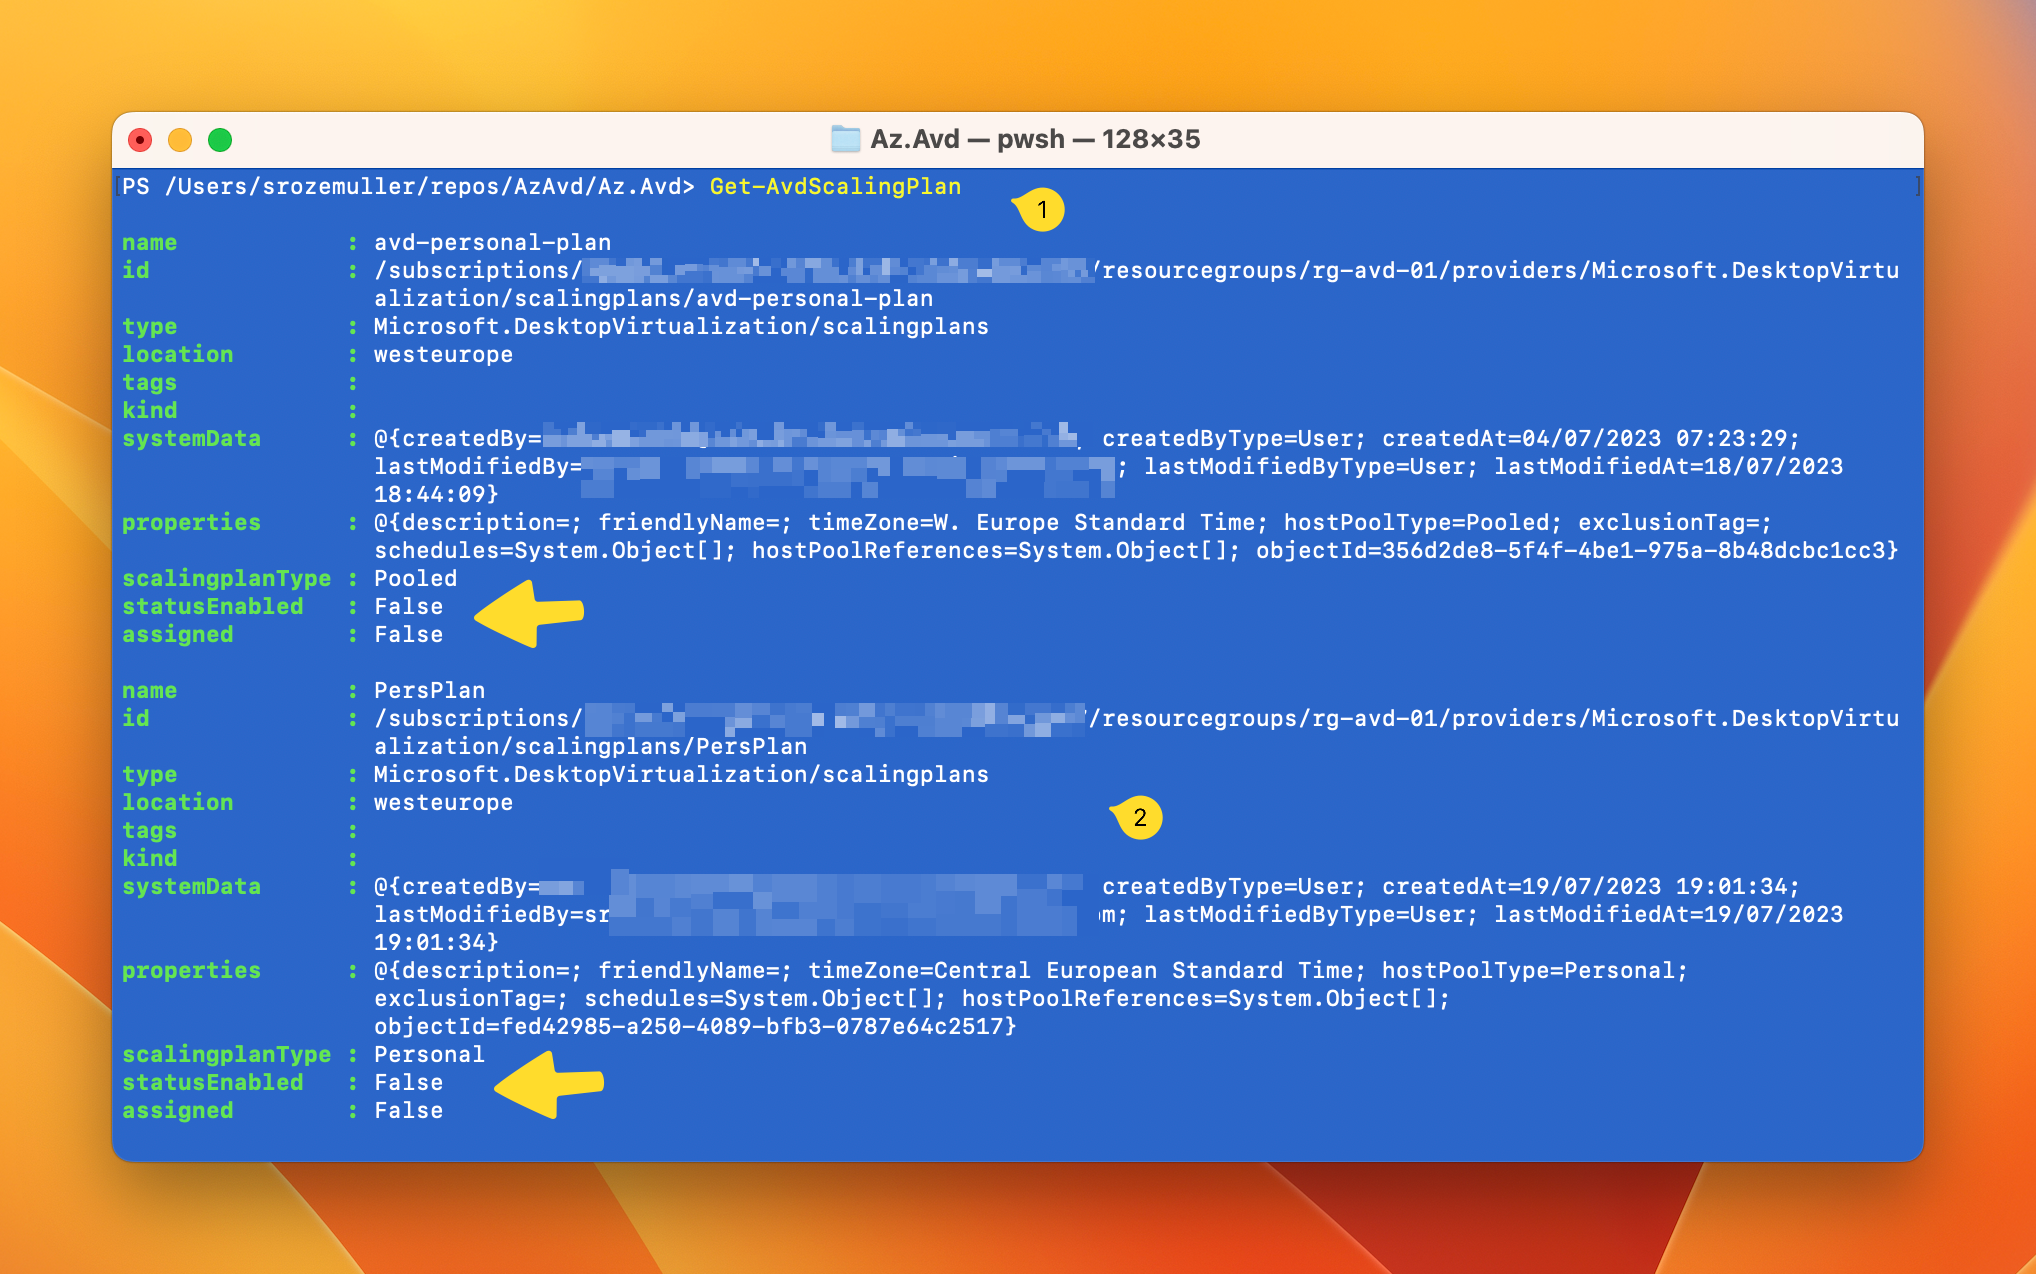 Az.Avd — pwsh — 128×35
PS /Users/srozemuller/repos/AzAvd/Az.Avd> Get-AvdScalingPlan
1
name : avd-personal-plan
id : /subscriptions/ /resourcegroups/rg-avd-01/providers/Microsoft.DesktopVirtu
alization/scalingplans/avd-personal-plan
type : Microsoft.DesktopVirtualization/scalingplans
location : westeurope
tags :
kind :
systemData : @{createdBy= createdByType=User; createdAt=04/07/2023 07:23:29;
lastModifiedBy= ; lastModifiedByType=User; lastModifiedAt=18/07/2023
18:44:09}
properties : @{description=; friendlyName=; timeZone=W. Europe Standard Time; hostPoolType=Pooled; exclusionTag=;
schedules=System.Object[]; hostPoolReferences=System.Object[]; objectId=356d2de8-5f4f-4be1-975a-8b48dcbc1cc3}
scalingplanType : Pooled
statusEnabled : False
assigned : False
name : PersPlan
id : /subscriptions/ /resourcegroups/rg-avd-01/providers/Microsoft.DesktopVirtu
alization/scalingplans/PersPlan
type : Microsoft.DesktopVirtualization/scalingplans
location : westeurope
2
tags :
kind :
systemData : @{createdBy= createdByType=User; createdAt=19/07/2023 19:01:34;
lastModifiedBy=sr m; lastModifiedByType=User; lastModifiedAt=19/07/2023
19:01:34}
properties : @{description=; friendlyName=; timeZone=Central European Standard Time; hostPoolType=Personal;
exclusionTag=; schedules=System.Object[]; hostPoolReferences=System.Object[];
objectId=fed42985-a250-4089-bfb3-0787e64c2517}
scalingplanType : Personal
statusEnabled : False
assigned : False